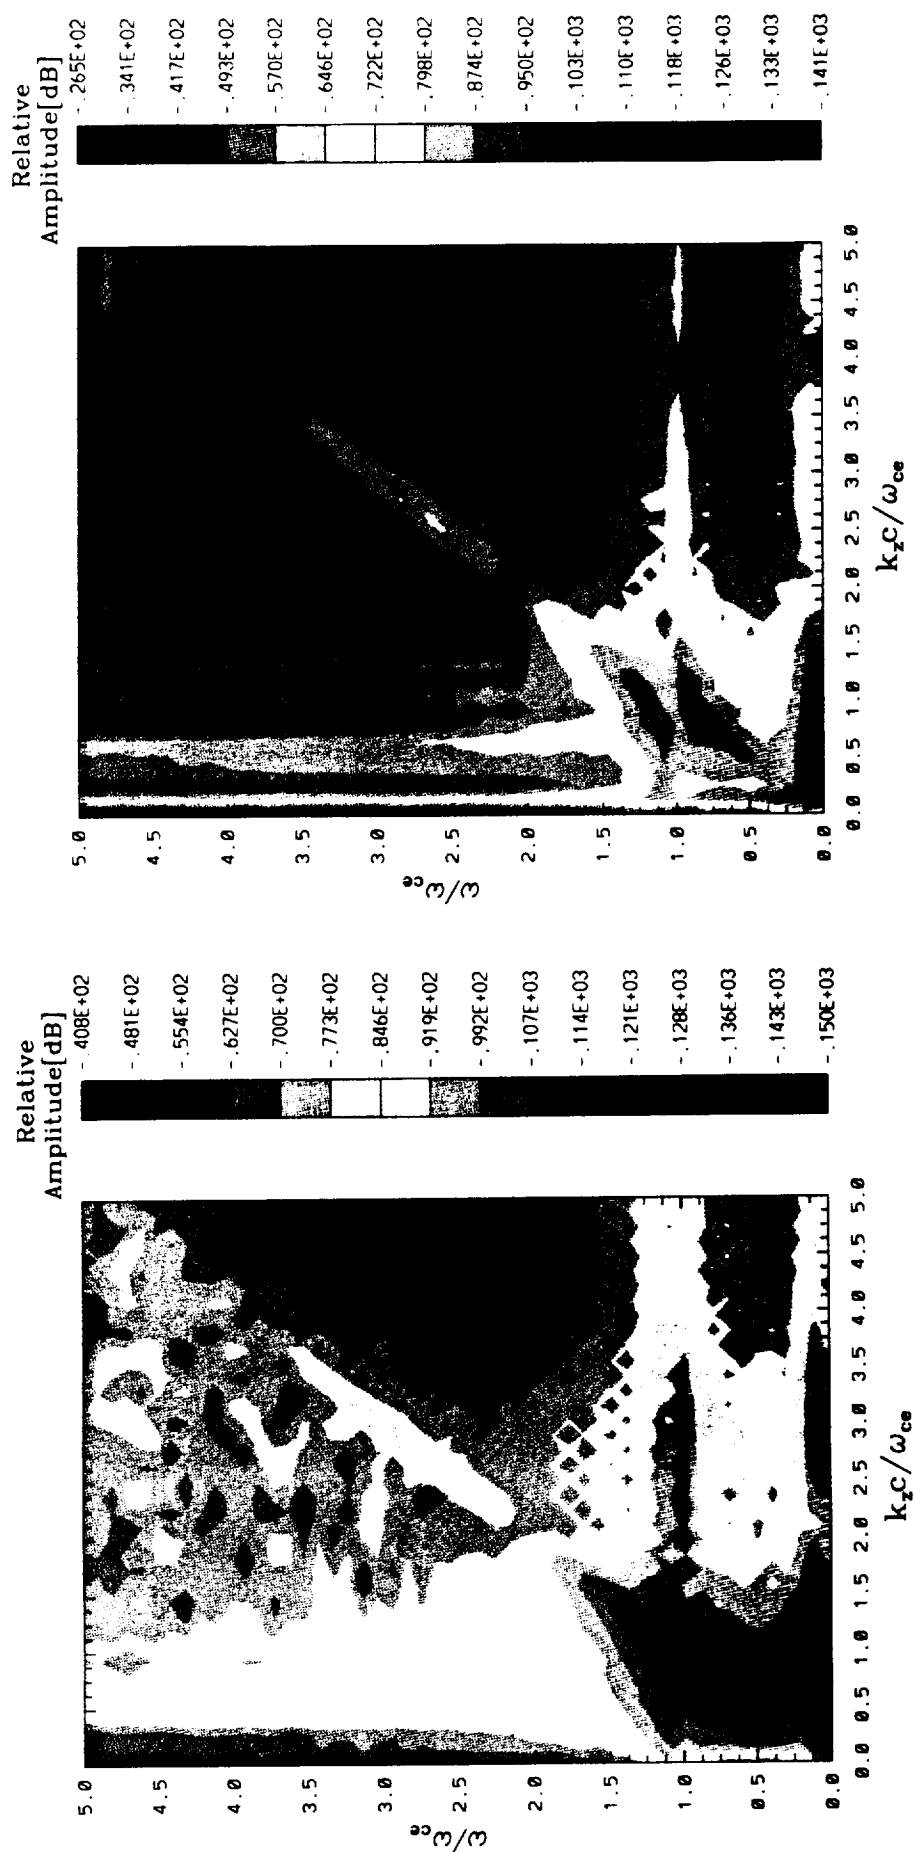 Relative
Amplitude[dB]
-.265E+02
-.341E+02
-.417E+02
-.493E+02
-.570E+02
-.646E+02
-.722E+02
-.798E+02
-.874E+02
-.950E+02
-.103E+03
-.110E+03
-.118E+03
-.126E+03
-.133E+03
-.141E+03
5.0
4.5
4.0
3.5
3.0
2.5
2.0
1.5
1.0
0.5
0.0
ω/ωce
0.0
0.5
1.0
1.5
2.0
2.5
3.0
3.5
4.0
4.5
5.0
kzc/ωce
Relative
Amplitude[dB]
-.408E+02
-.481E+02
-.554E+02
-.627E+02
-.700E+02
-.773E+02
-.846E+02
-.919E+02
-.992E+02
-.107E+03
-.114E+03
-.121E+03
-.128E+03
-.136E+03
-.143E+03
-.150E+03
5.0
4.5
4.0
3.5
3.0
2.5
2.0
1.5
1.0
0.5
0.0
ω/ωce
0.0
0.5
1.0
1.5
2.0
2.5
3.0
3.5
4.0
4.5
5.0
kzc/ωce